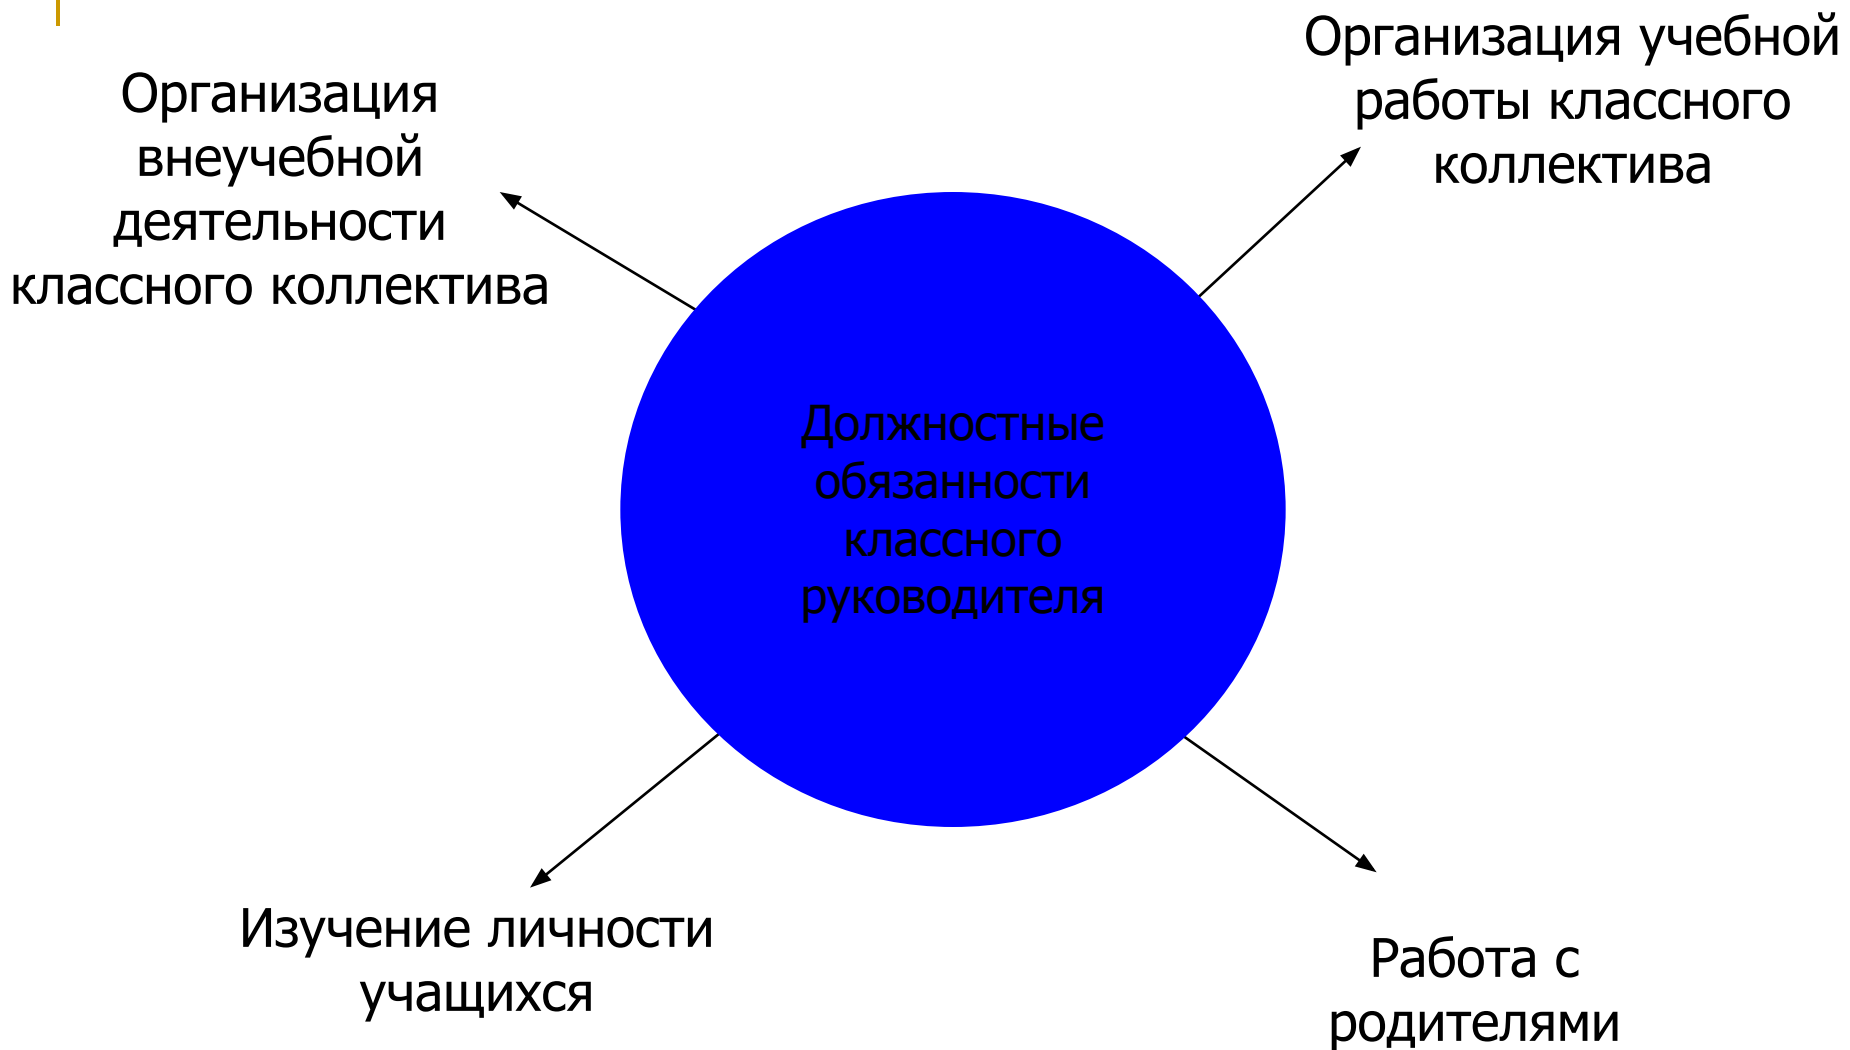 Организация
внеучебной
деятельности
классного коллектива
Организация учебной
работы классного
коллектива
Должностные
обязанности
классного
руководителя
Изучение личности
учащихся
Работа с
родителями